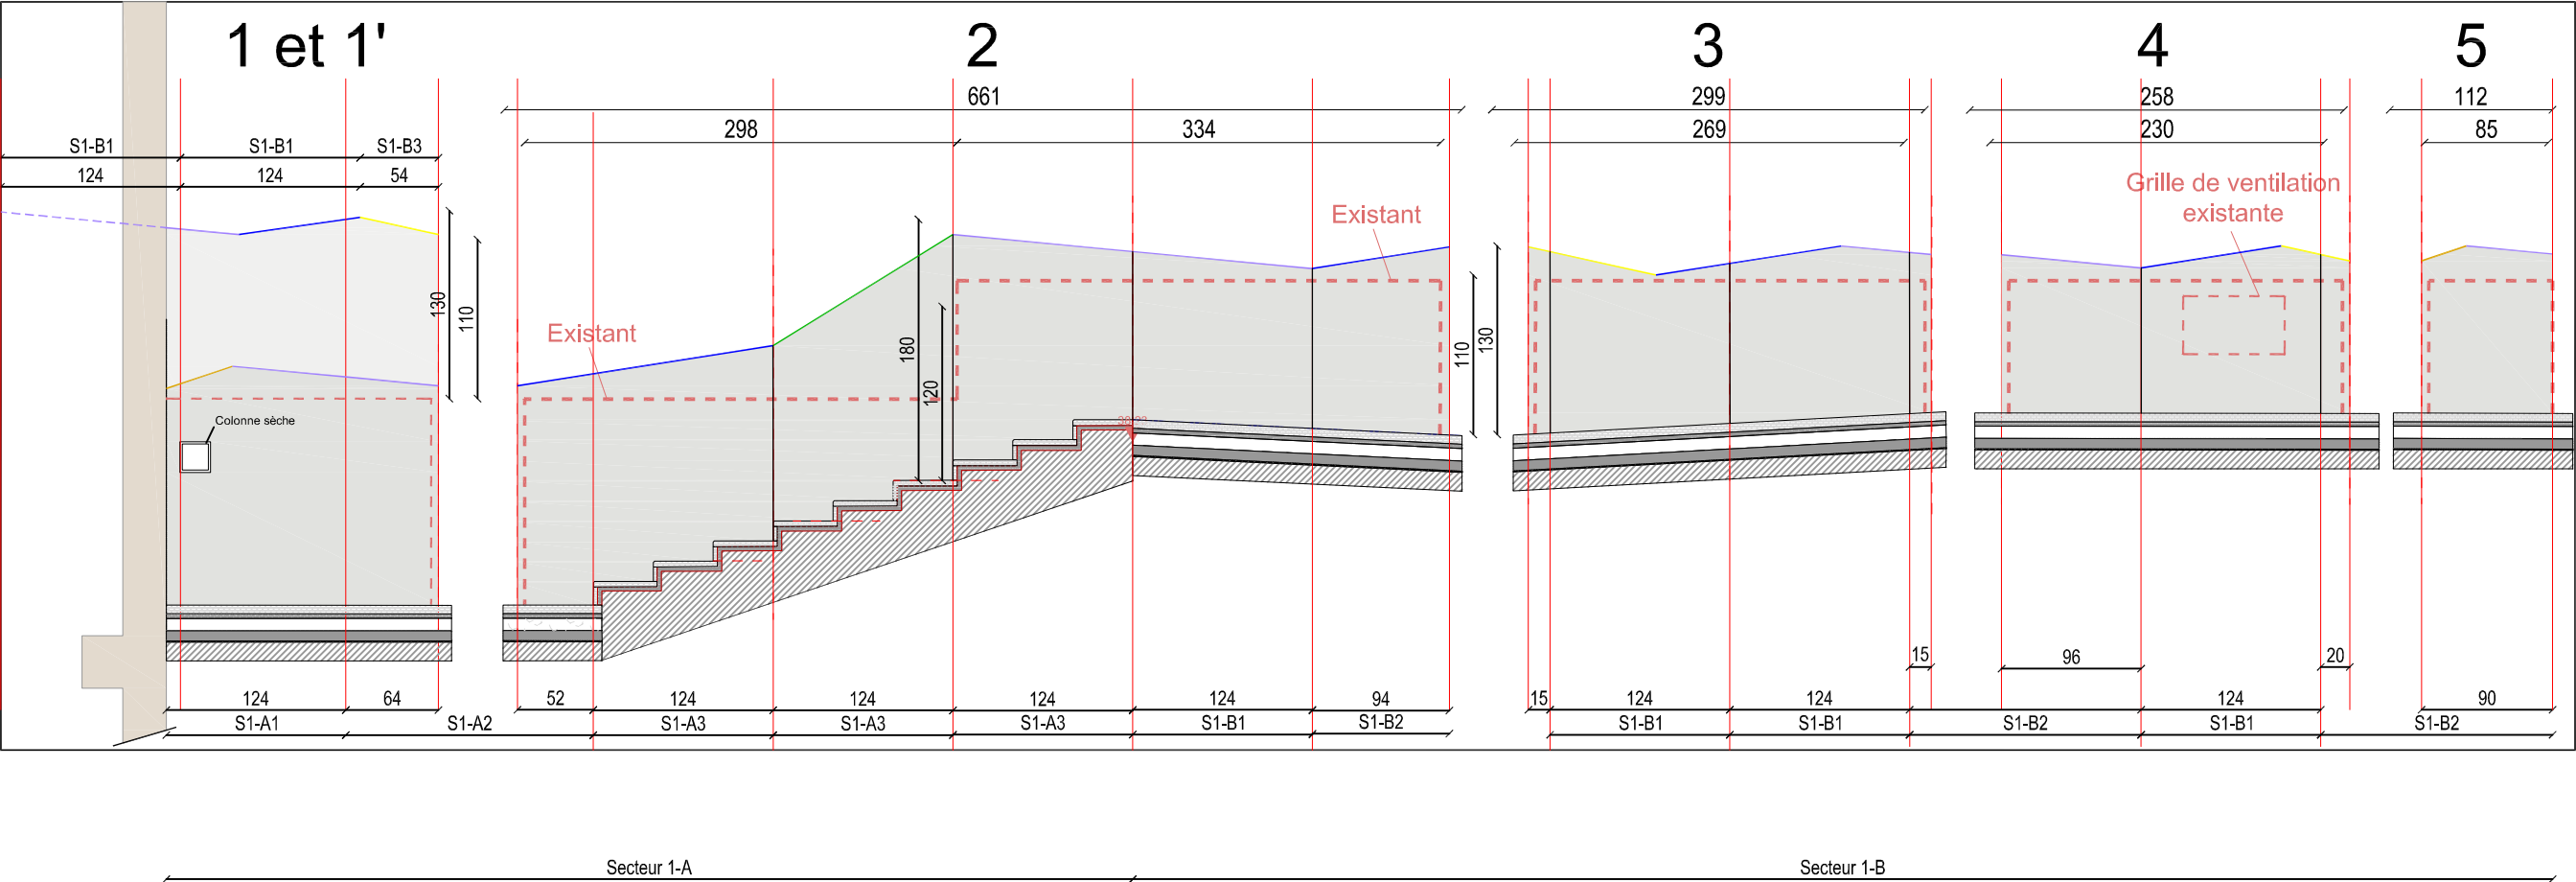 1 et 1' 2 3 4 5
661 299 258 112
298 334 269 230 85
S1-B1 S1-B1 S1-B3
124 124 54
Grille de ventilation
existante
Existant
Existant
130
110
180
120
110
130
Colonne sèche
15 96 20
124 64 52 124 124 124 124 94 15 124 124 124 90
S1-A1 S1-A2 S1-A3 S1-A3 S1-A3 S1-B1 S1-B2 S1-B1 S1-B1 S1-B2 S1-B1 S1-B2
Secteur 1-A Secteur 1-B